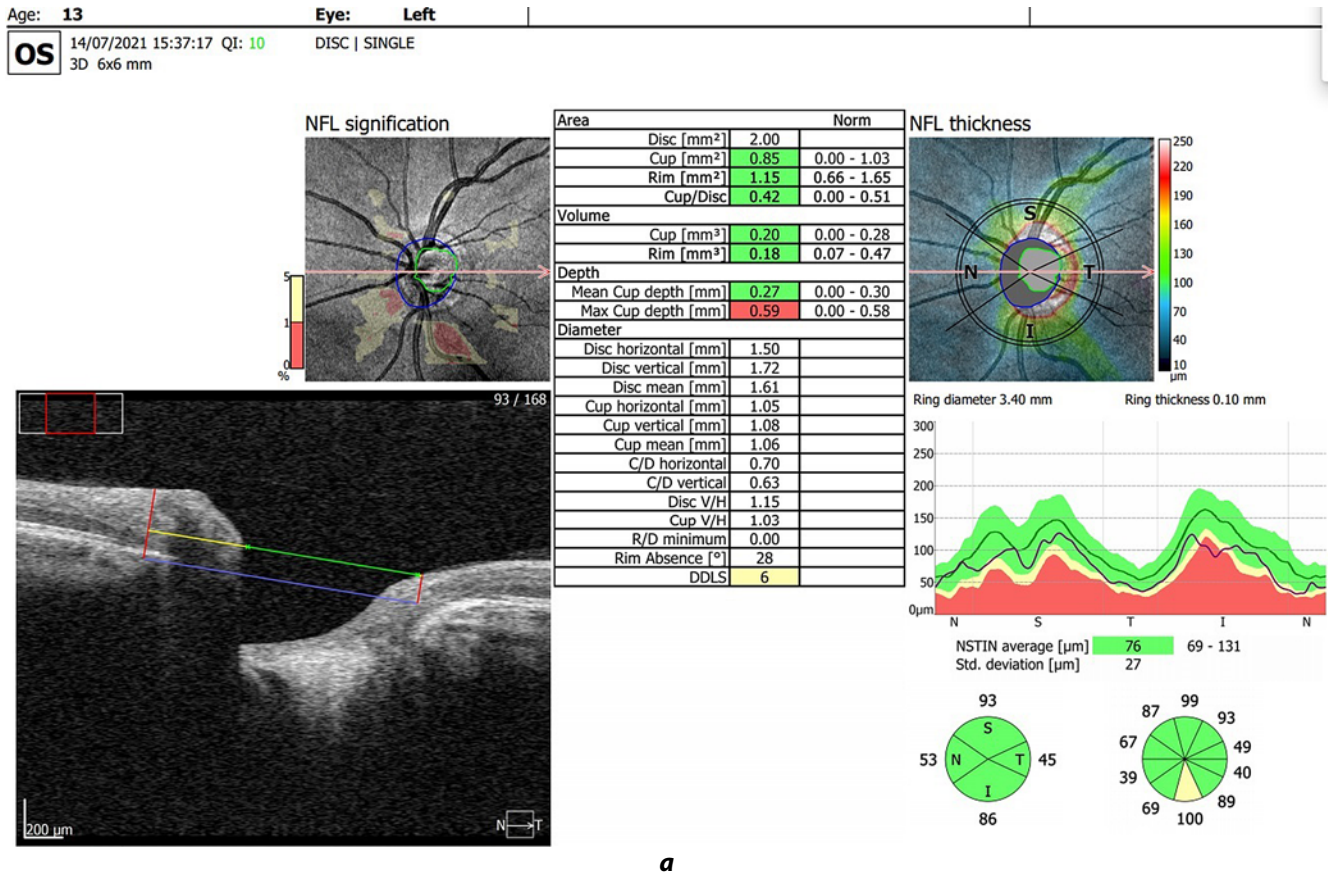 Age: 13 Eye: Left
OS 14/07/2021 15:37:17 QI: 10 DISC | SINGLE
3D 6x6 mm
NFL signification
5
1
0
%
Area Norm
Disc [mm²] 2.00
Cup [mm²] 0.85 0.00 - 1.03
Rim [mm²] 1.15 0.66 - 1.65
Cup/Disc 0.42 0.00 - 0.51
Volume
Cup [mm³] 0.20 0.00 - 0.28
Rim [mm³] 0.18 0.07 - 0.47
Depth
Mean Cup depth [mm] 0.27 0.00 - 0.30
Max Cup depth [mm] 0.59 0.00 - 0.58
Diameter
Disc horizontal [mm] 1.50
Disc vertical [mm] 1.72
Disc mean [mm] 1.61
Cup horizontal [mm] 1.05
Cup vertical [mm] 1.08
Cup mean [mm] 1.06
C/D horizontal 0.70
C/D vertical 0.63
Disc V/H 1.15
Cup V/H 1.03
R/D minimum 0.00
Rim Absence [°] 28
DDLS 6
NFL thickness
S
N T
I
250
220
190
160
130
100
70
40
10
µm
Ring diameter 3.40 mm Ring thickness 0.10 mm
93 / 168
200 µm
N T
300
250
200
150
100
50
0µm
N S T I N
NSTIN average [µm] 76 69 - 131
Std. deviation [µm] 27
93
S
53 N T 45
I
86
99
87 93
67 49
39 40
69 89
100
a